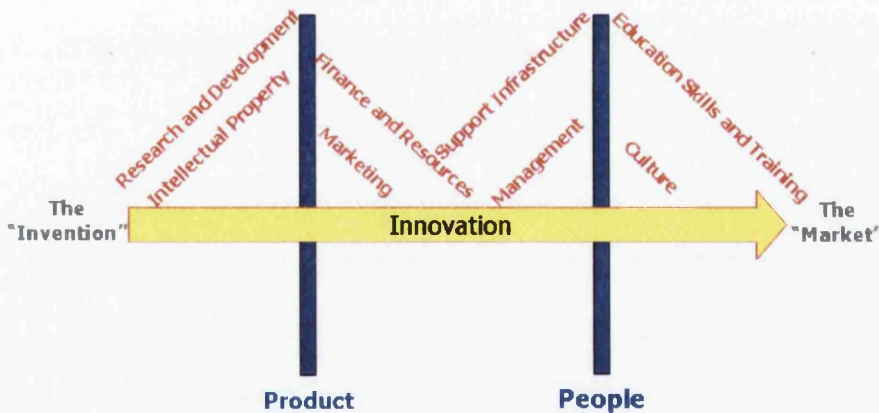 Research and Development
Intellectual Property
Finance and Resources
Marketing
Support Infrastructure
Management
Education Skills and Training
Culture
The
"Invention"
Innovation
The
"Market"
Product
People